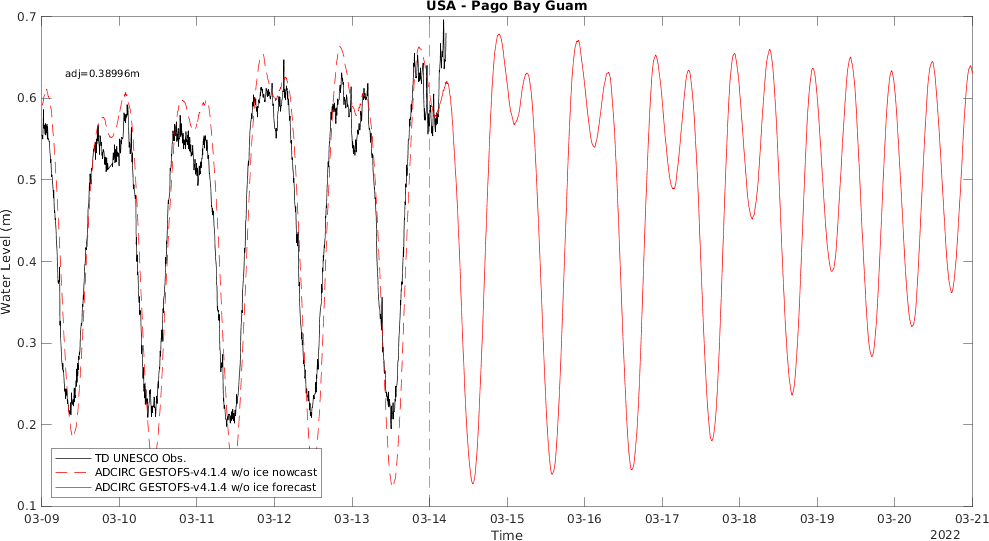 USA - Pago Bay Guam
0.7
adj=0.38996m
0.6
0.5
0.4
0.3
0.2
0.1
Water Level (m)
TD UNESCO Obs.
ADCIRC GESTOFS-v4.1.4 w/o ice nowcast
ADCIRC GESTOFS-v4.1.4 w/o ice forecast
03-09 03-10 03-11 03-12 03-13 03-14 03-15 03-16 03-17 03-18 03-19 03-20 03-21
Time
2022